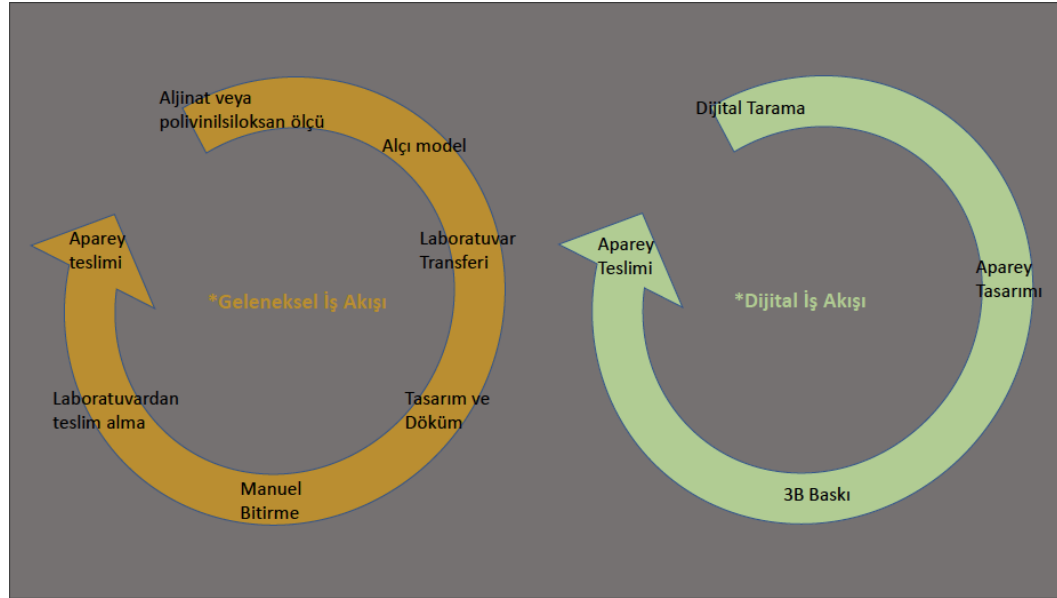 Aljinat veya
polivinilsiloksan ölçü
Alçı model
Laboratuvar
Transferi
Tasarım ve
Döküm
Manuel
Bitirme
Laboratuvardan
teslim alma
Aparey
teslimi
*Geleneksel İş Akışı
Dijital Tarama
Aparey
Tasarımı
3B Baskı
Aparey
Teslimi
*Dijital İş Akışı